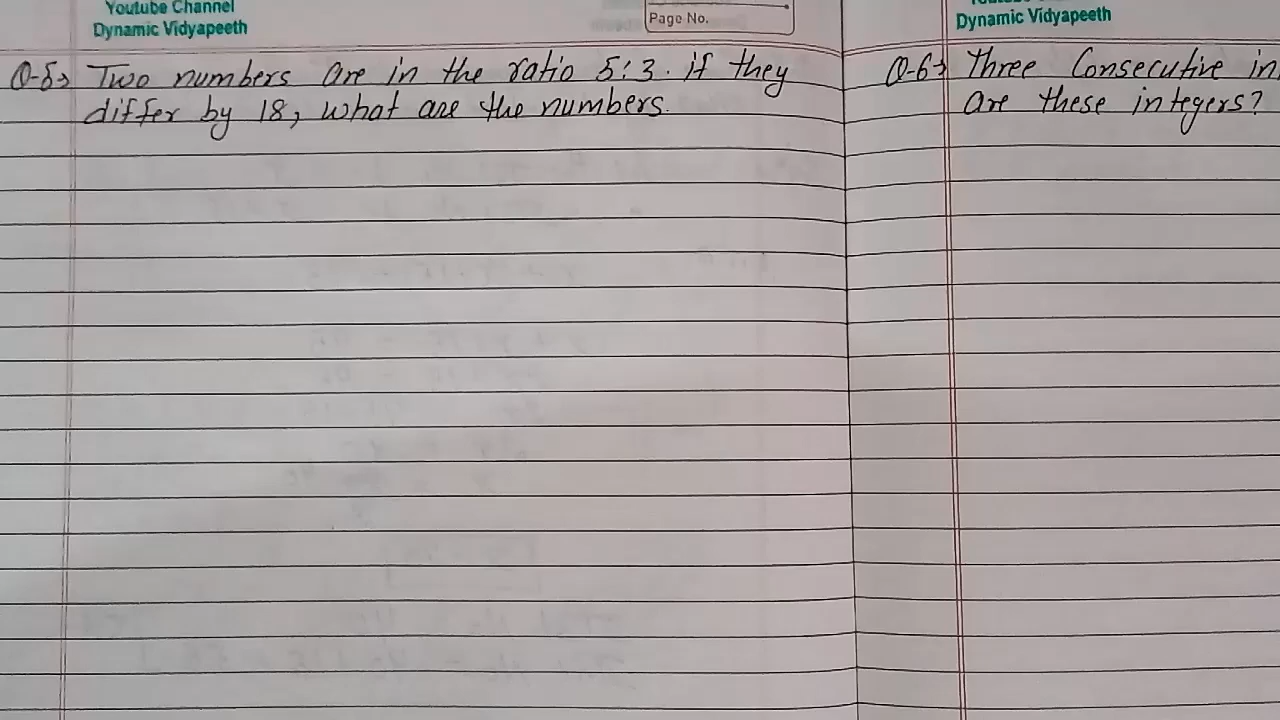 Youtube Channel
Dynamic Vidyapeeth
Page No.
Dynamic Vidyapeeth
Q-5→ Two numbers are in the ratio 5:3. if they
differ by 18, what are the numbers.
Q-6→ Three Consecutive in
are these integers?